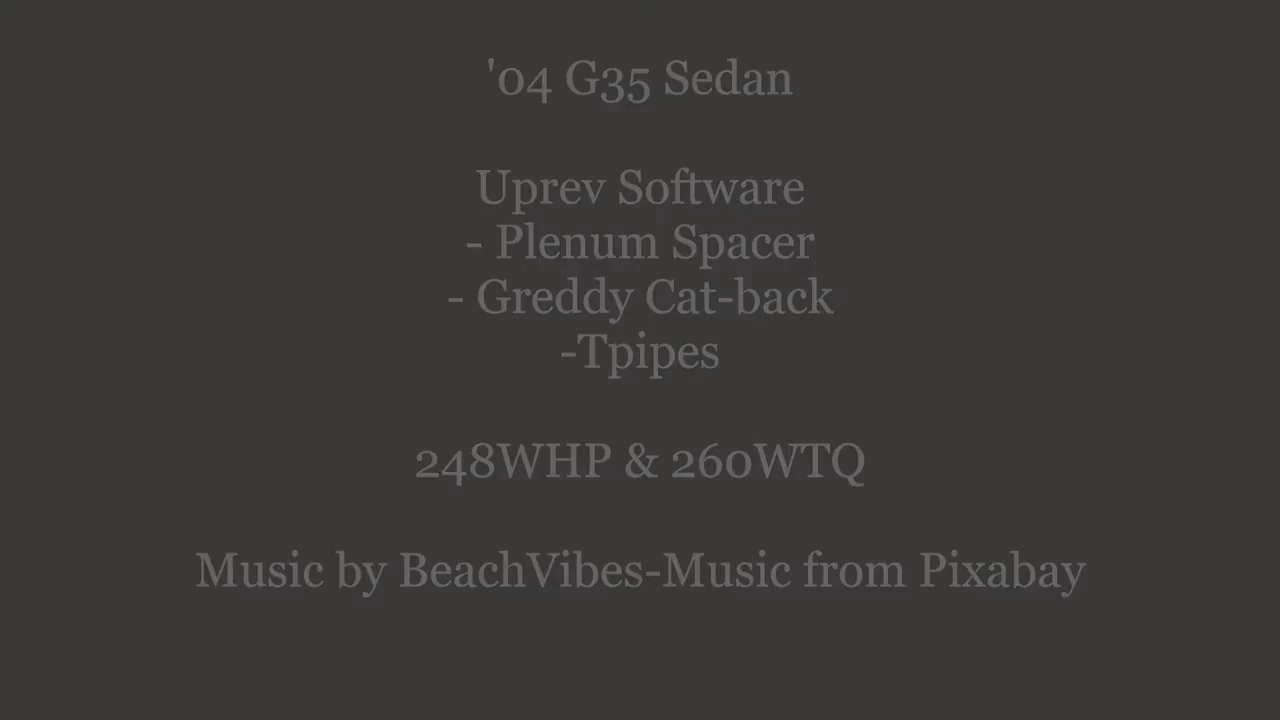 '04 G35 Sedan
Uprev Software
- Plenum Spacer
- Greddy Cat-back
-Tpipes
248WHP & 260WTQ
Music by BeachVibes-Music from Pixabay